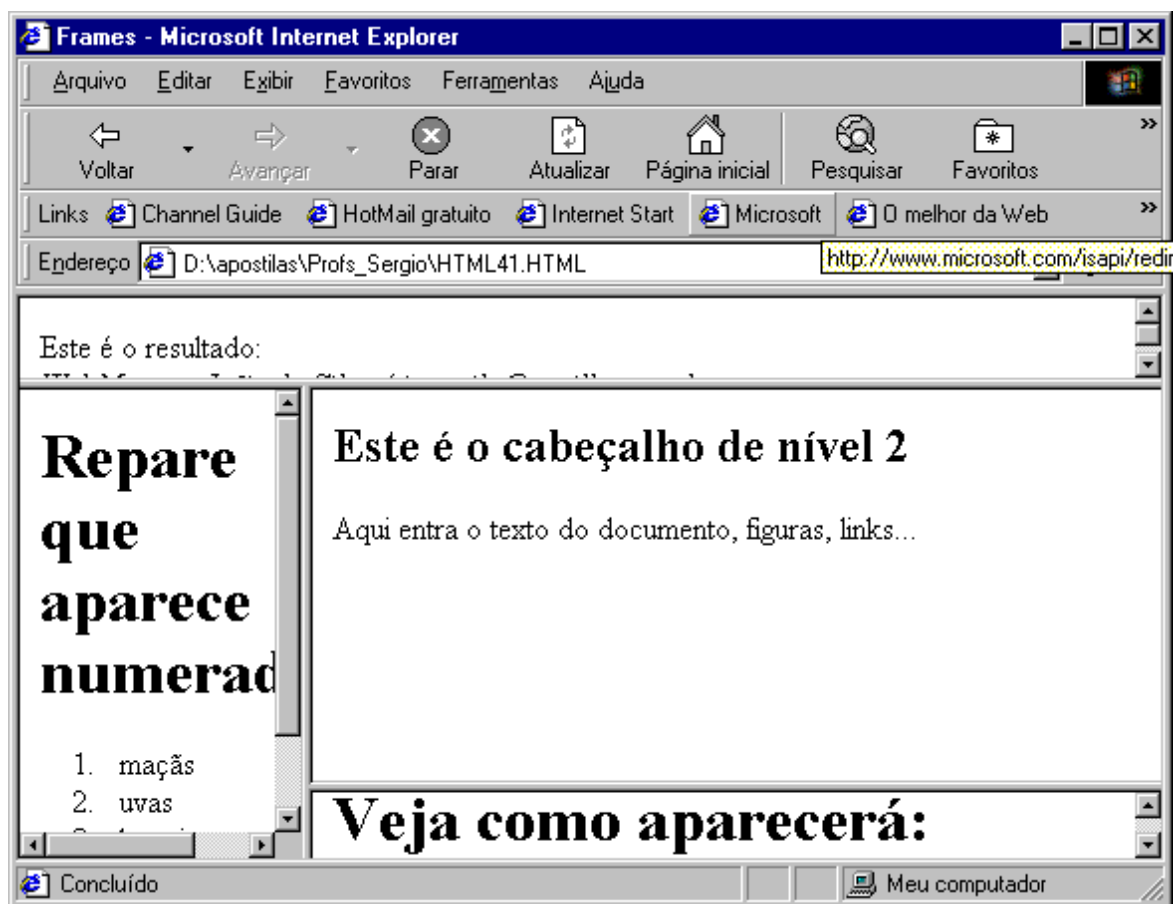 Frames - Microsoft Internet Explorer
Arquivo Editar Exibir Favoritos Ferramentas Ajuda
Voltar Avançar Parar Atualizar Página inicial Pesquisar Favoritos »
Links Channel Guide HotMail gratuito Internet Start Microsoft O melhor da Web »
Endereço D:\apostilas\Profs_Sergio\HTML41.HTML
http://www.microsoft.com/isapi/redir
Este é o resultado:
Repare
que
aparece
numerad
1. maçãs
2. uvas
Este é o cabeçalho de nível 2
Aqui entra o texto do documento, figuras, links...
Veja como aparecerá:
Concluído Meu computador